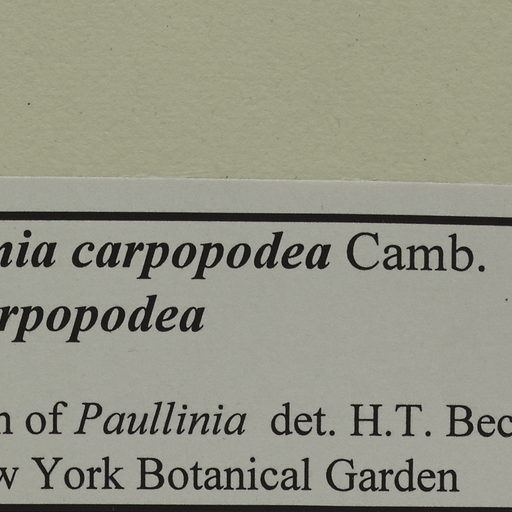 nia carpopodea Camb.
rpopodea
n of Paullinia det. H.T. Bec
w York Botanical Garden